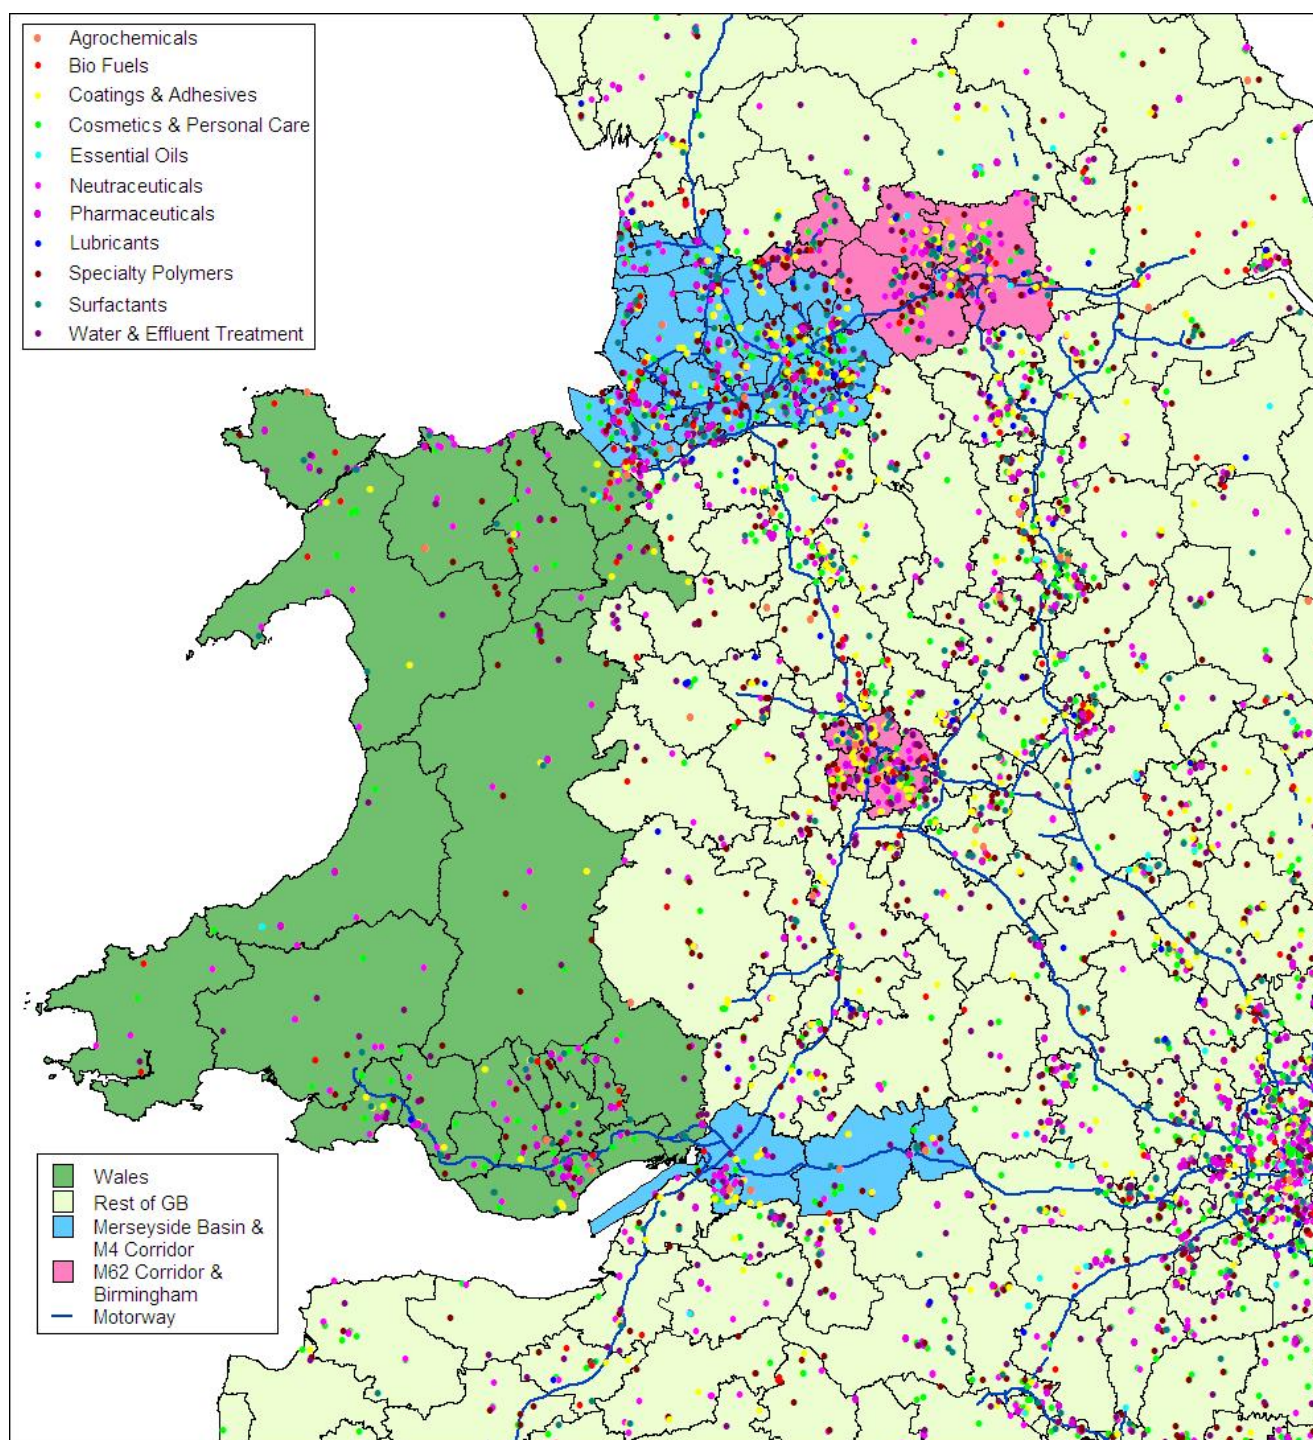 Agrochemicals
Bio Fuels
Coatings & Adhesives
Cosmetics & Personal Care
Essential Oils
Neutraceuticals
Pharmaceuticals
Lubricants
Specialty Polymers
Surfactants
Water & Effluent Treatment
Wales
Rest of GB
Merseyside Basin &
M4 Corridor
M62 Corridor &
Birmingham
Motorway